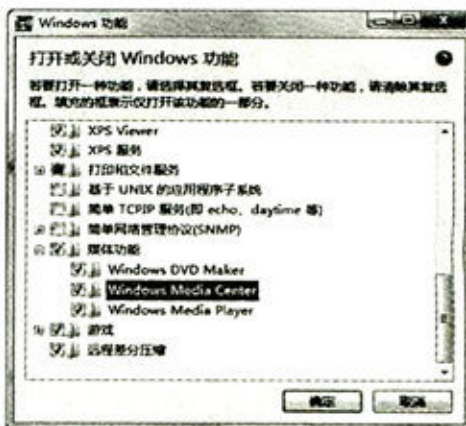 Windows 功能
打开或关闭 Windows 功能
若要打开一种功能，请选择其复选框。若要关闭一种功能，请清除其复选
框。填充的框表示仅打开该功能的一部分。
XPS Viewer
XPS 服务
打印和文件服务
基于 UNIX 的应用程序子系统
简单 TCPIP 服务(即 echo、daytime 等)
简单网络管理协议(SNMP)
媒体功能
Windows DVD Maker
Windows Media Center
Windows Media Player
游戏
远程差分压缩
确定
取消